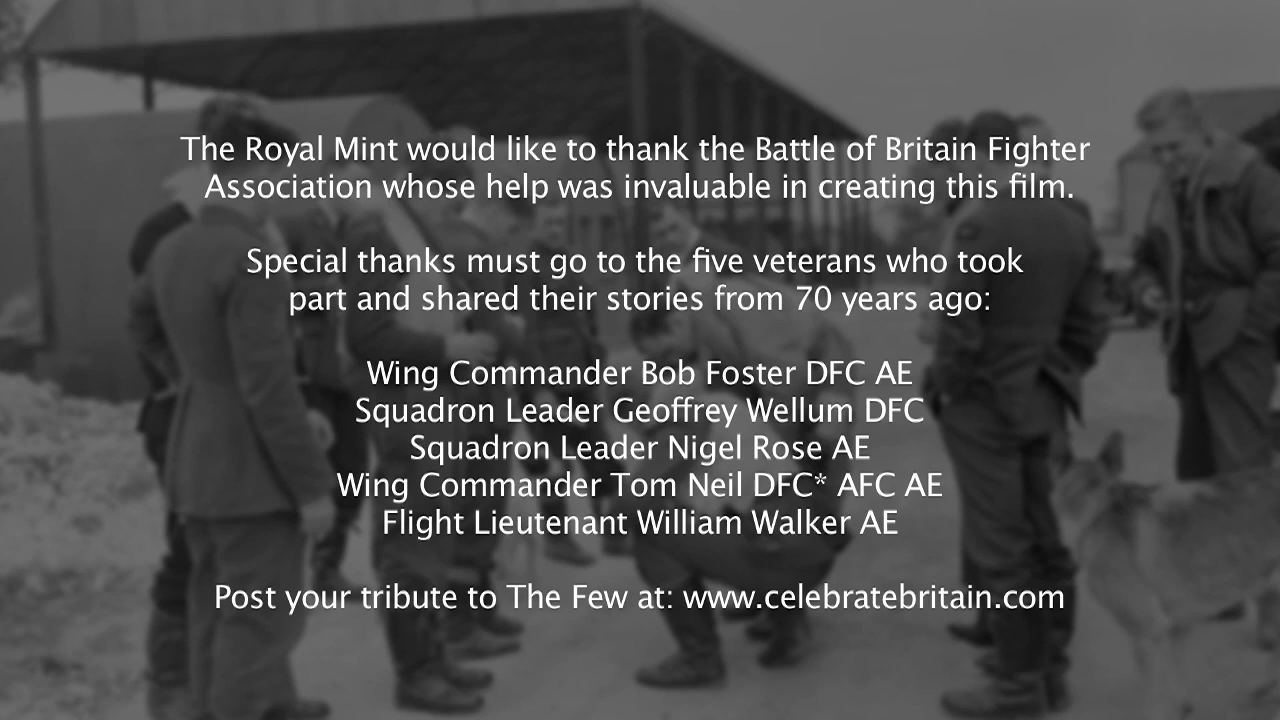 The Royal Mint would like to thank the Battle of Britain Fighter
Association whose help was invaluable in creating this film.
Special thanks must go to the five veterans who took
part and shared their stories from 70 years ago:
Wing Commander Bob Foster DFC AE
Squadron Leader Geoffrey Wellum DFC
Squadron Leader Nigel Rose AE
Wing Commander Tom Neil DFC* AFC AE
Flight Lieutenant William Walker AE
Post your tribute to The Few at: www.celebratebritain.com